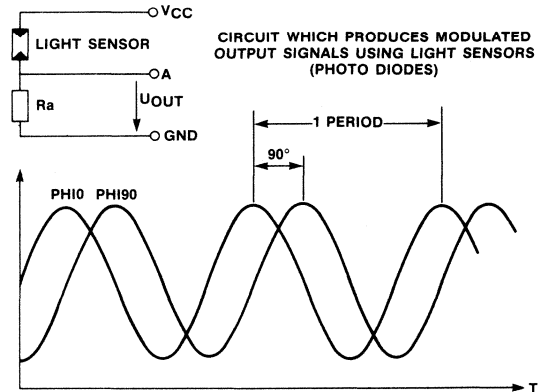 VCC
LIGHT SENSOR
CIRCUIT WHICH PRODUCES MODULATED
OUTPUT SIGNALS USING LIGHT SENSORS
(PHOTO DIODES)
A
Ra
UOUT
GND
1 PERIOD
90°
PHI0 PHI90
T